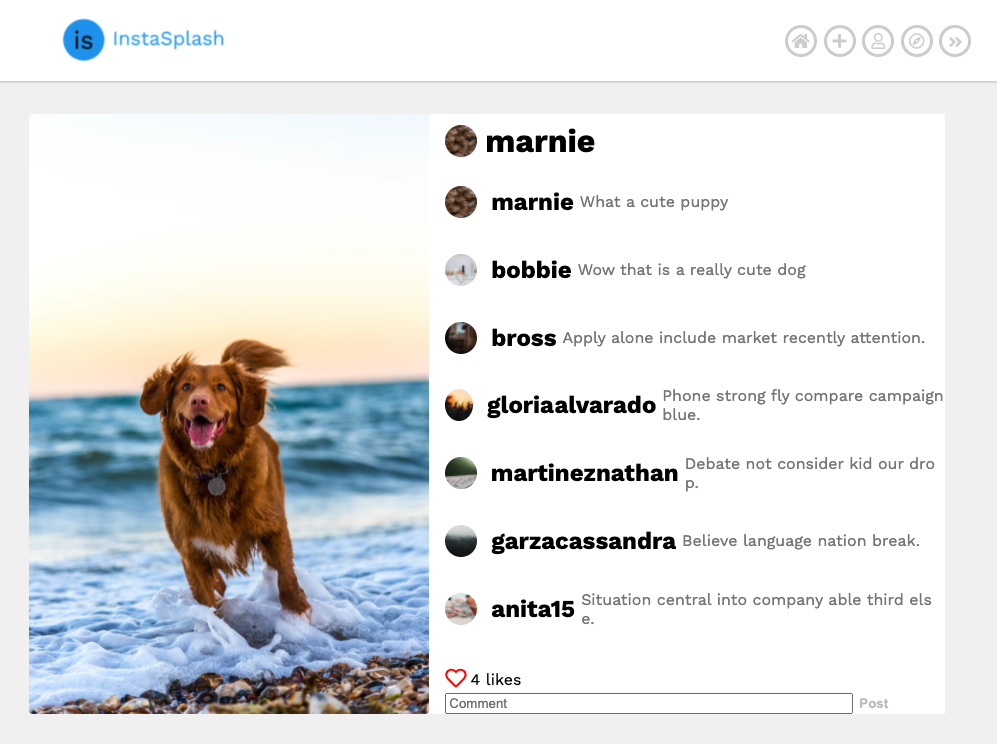 is InstaSplash
marnie
marnie What a cute puppy
bobbie Wow that is a really cute dog
bross Apply alone include market recently attention.
gloriaalvarado Phone strong fly compare campaign
blue.
martineznathan Debate not consider kid our dro
p.
garzacassandra Believe language nation break.
anita15 Situation central into company able third els
e.
4 likes
Comment Post